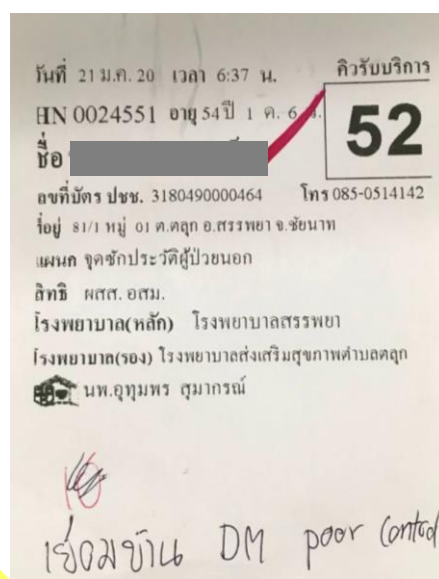 วันที่ 21 ม.ค. 20 เวลา 6:37 น. คิวรับบริการ
HN 0024551 อายุ 54 ปี 1 ค. 6
52
ชื่อ
ลขที่บัตร ปชช. 3180490000464 โทร 085-0514142
ที่อยู่ 81/1 หมู่ 01 ต.ตลุก อ.สรรพยา จ.ชัยนาท
แผนก จุดซักประวัติผู้ป่วยนอก
สิทธิ ผสส. อสม.
โรงพยาบาล(หลัก) โรงพยาบาลสรรพยา
โรงพยาบาล(รอง) โรงพยาบาลส่งเสริมสุขภาพตำบลตลุก
นพ.อุทุมพร สุมากรณ์
เยี่ยมบ้าน DM poor control